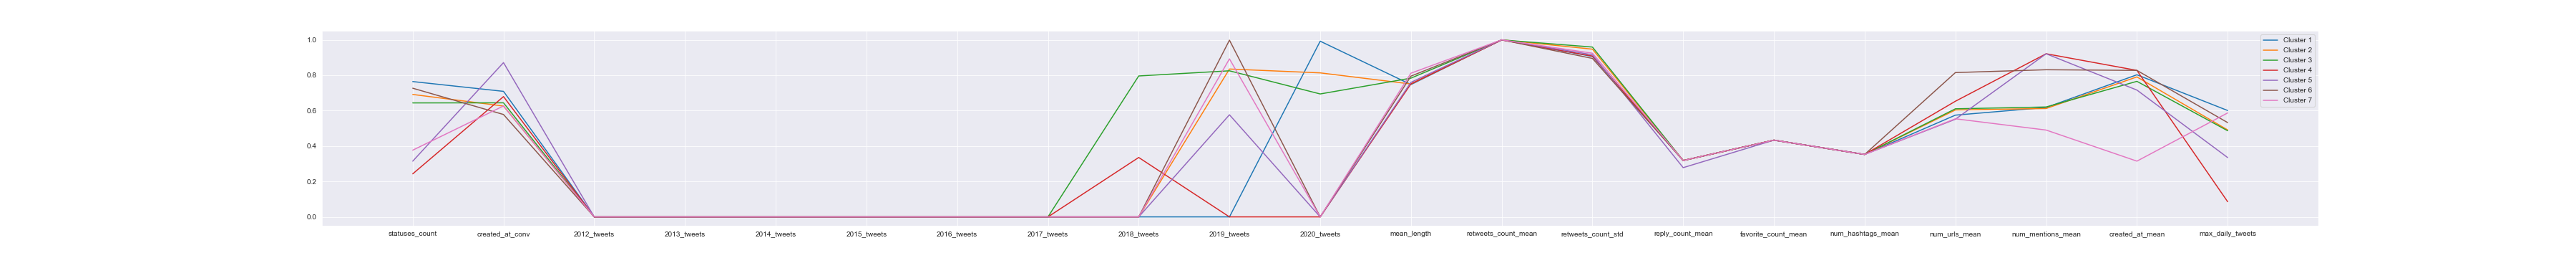 1.0
0.8
0.6
0.4
0.2
0.0
statuses_count
created_at_conv
2012_tweets
2013_tweets
2014_tweets
2015_tweets
2016_tweets
2017_tweets
2018_tweets
2019_tweets
2020_tweets
mean_length
retweets_count_mean
retweets_count_std
reply_count_mean
favorite_count_mean
num_hashtags_mean
num_urls_mean
num_mentions_mean
created_at_mean
max_daily_tweets
Cluster 1
Cluster 2
Cluster 3
Cluster 4
Cluster 5
Cluster 6
Cluster 7